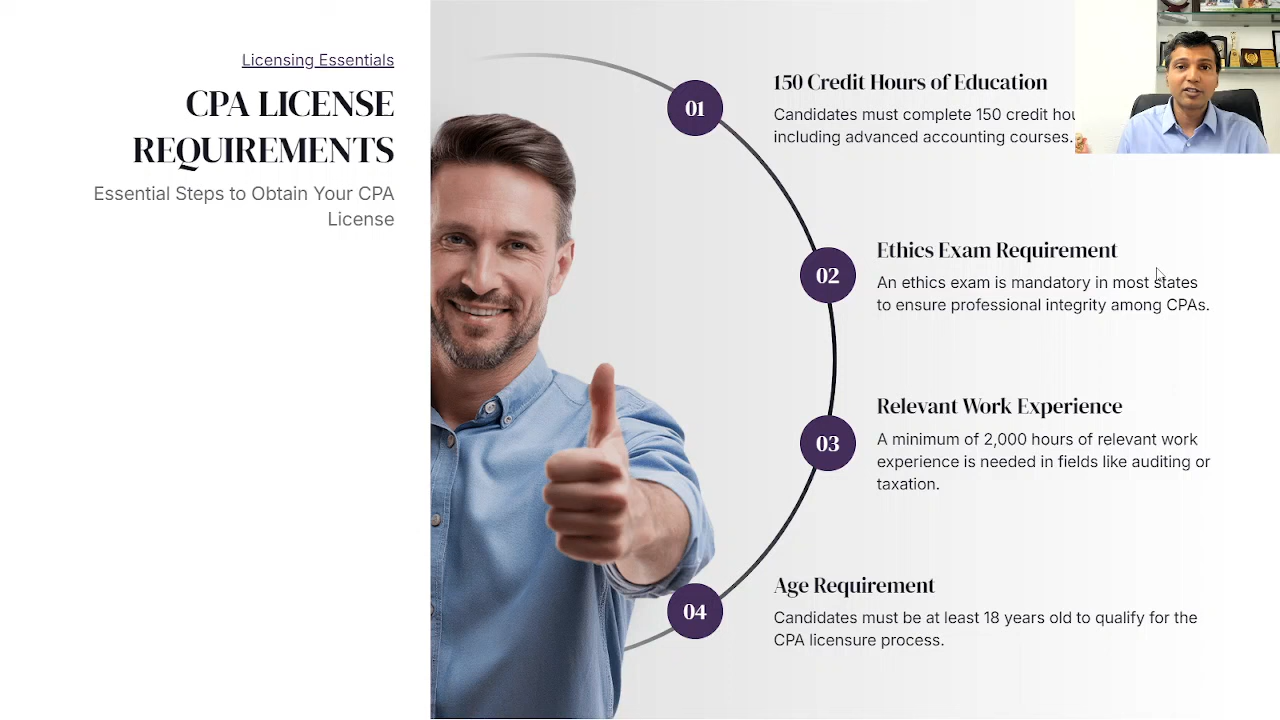 Licensing Essentials
CPA LICENSE
REQUIREMENTS
Essential Steps to Obtain Your CPA
License
01
150 Credit Hours of Education
Candidates must complete 150 credit
including advanced accounting courses.
02
Ethics Exam Requirement
An ethics exam is mandatory in most states
to ensure professional integrity among CPAs.
03
Relevant Work Experience
A minimum of 2,000 hours of relevant work
experience is needed in fields like auditing or
taxation.
04
Age Requirement
Candidates must be at least 18 years old to qualify for the
CPA licensure process.